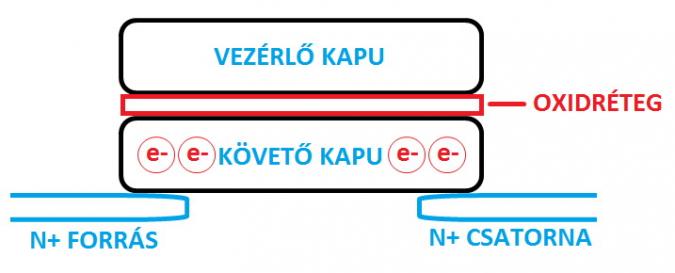 VEZÉRLŐ KAPU
OXIDRÉTEG
e- e- KÖVETŐ KAPU e- e-
N+ FORRÁS
N+ CSATORNA